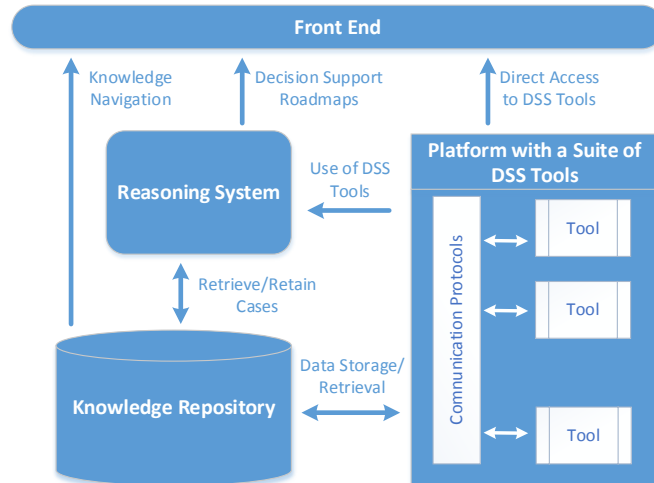 Front End
Knowledge
Navigation
Decision Support
Roadmaps
Direct Access
to DSS Tools
Platform with a Suite of
DSS Tools
Reasoning System
Use of DSS
Tools
Communication Protocols
Tool
Tool
Tool
Retrieve/Retain
Cases
Data Storage/
Retrieval
Knowledge Repository